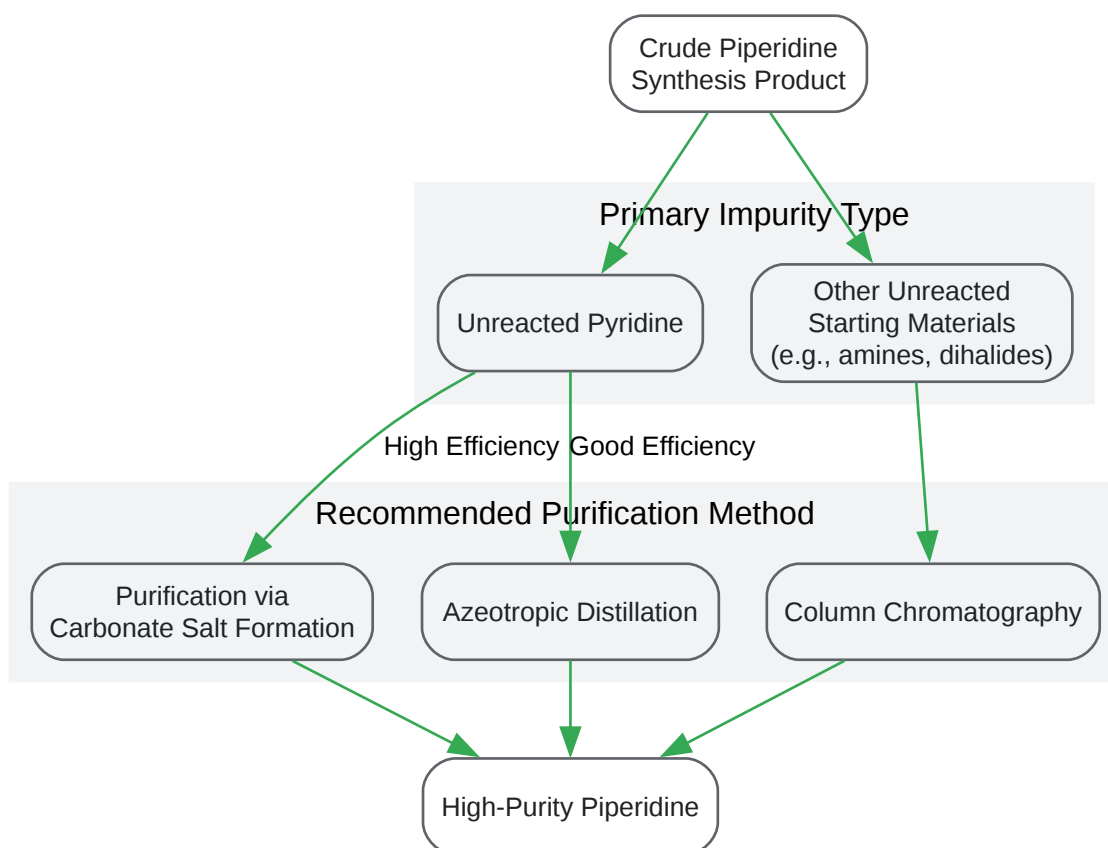 Crude Piperidine
Synthesis Product
Primary Impurity Type
Unreacted Pyridine
Other Unreacted
Starting Materials
(e.g., amines, dihalides)
High Efficiency
Good Efficiency
Recommended Purification Method
Purification via
Carbonate Salt Formation
Azeotropic Distillation
Column Chromatography
High-Purity Piperidine